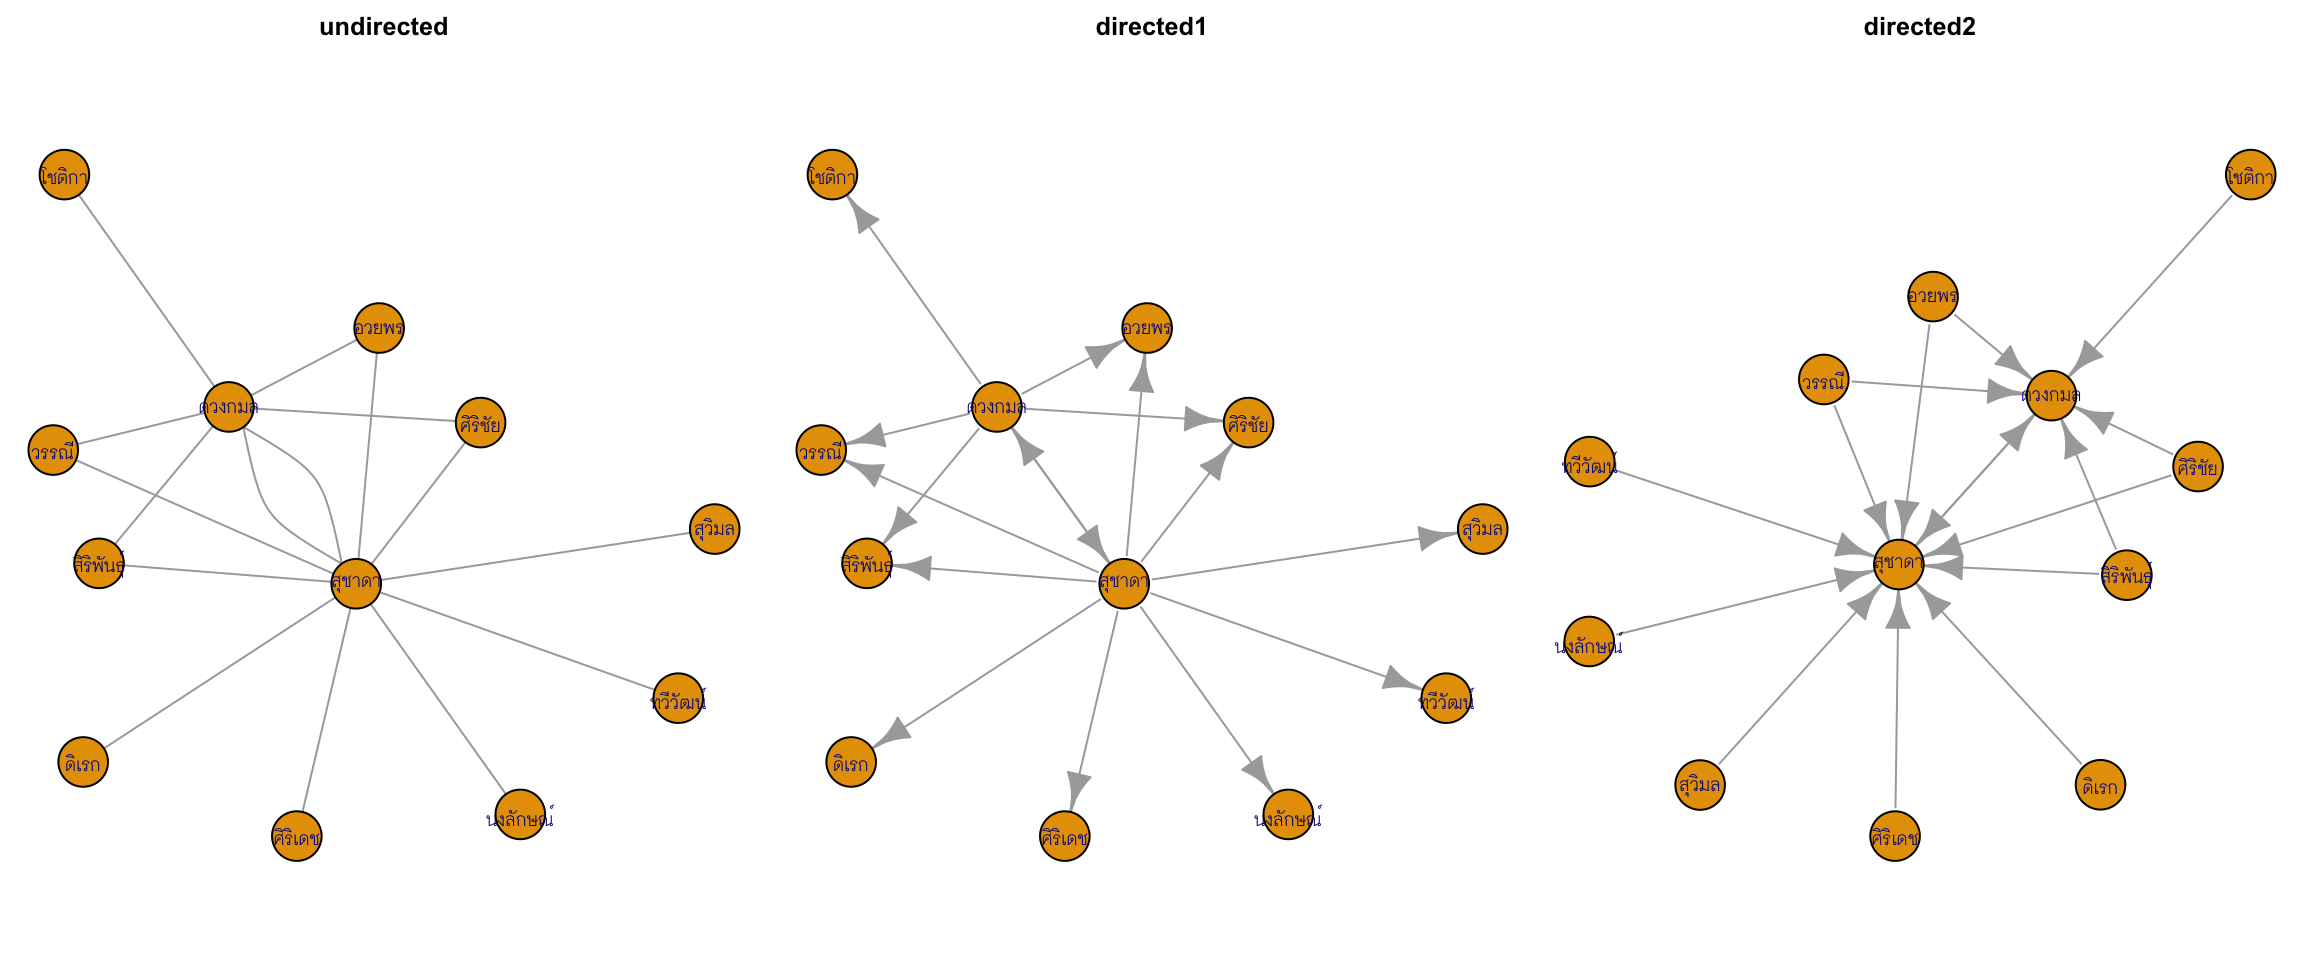 undirected
directed1
directed2
โชติกา
อวยพร
ดวงกมล
ศิริชัย
วรรณี
สุวิมล
สิริพันธุ์
สุชาดา
ทวีวัฒน์
ดิเรก
นงลักษณ์
ศิริเดช
โชติกา
อวยพร
ดวงกมล
ศิริชัย
วรรณี
สุวิมล
สิริพันธุ์
สุชาดา
ทวีวัฒน์
ดิเรก
นงลักษณ์
ศิริเดช
โชติกา
อวยพร
วรรณี
ดวงกมล
ทวีวัฒน์
ศิริชัย
สุชาดา
สิริพันธุ์
นงลักษณ์
สุวิมล
ดิเรก
ศิริเดช